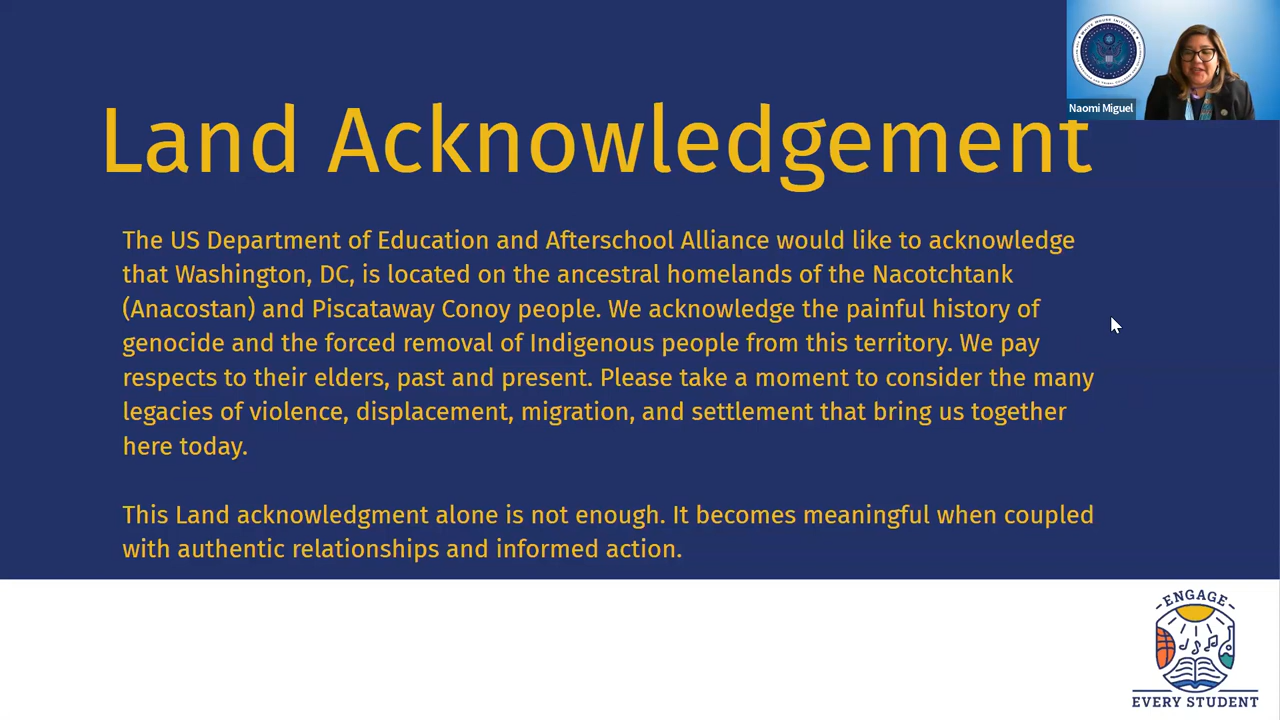 Naomi Miguel
Land Acknowledgement
The US Department of Education and Afterschool Alliance would like to acknowledge
that Washington, DC, is located on the ancestral homelands of the Nacotchtank
(Anacostan) and Piscataway Conoy people. We acknowledge the painful history of
genocide and the forced removal of Indigenous people from this territory. We pay
respects to their elders, past and present. Please take a moment to consider the many
legacies of violence, displacement, migration, and settlement that bring us together
here today.
This Land acknowledgment alone is not enough. It becomes meaningful when coupled
with authentic relationships and informed action.
ENGAGE
EVERY STUDENT